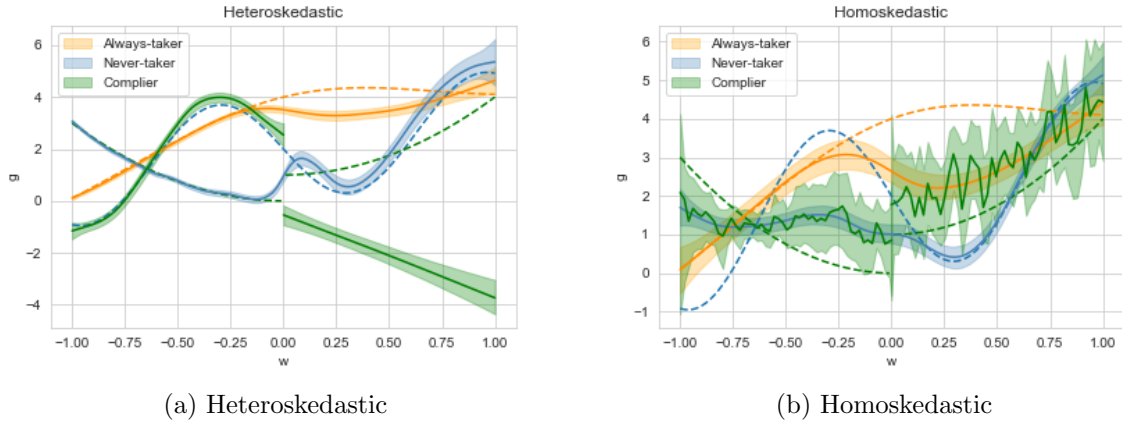 Heteroskedastic
Always-taker
Never-taker
Complier
6
4
2
0
−2
−4
g
−1.00 −0.75 −0.50 −0.25 0.00 0.25 0.50 0.75 1.00
w
(a) Heteroskedastic
Homoskedastic
Always-taker
Never-taker
Complier
6
5
4
3
2
1
0
−1
g
−1.00 −0.75 −0.50 −0.25 0.00 0.25 0.50 0.75 1.00
w
(b) Homoskedastic